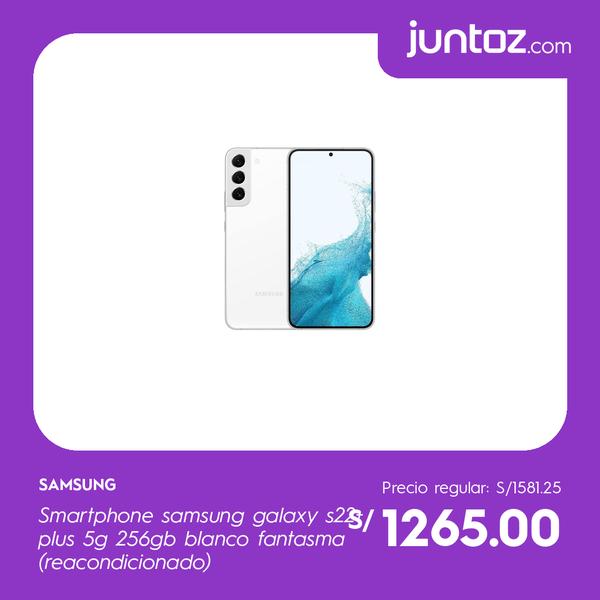 juntoz.com
SAMSUNG
SAMSUNG
Smartphone samsung galaxy s22
plus 5g 256gb blanco fantasma
(reacondicionado)
Precio regular: S/1581.25
S/ 1265.00